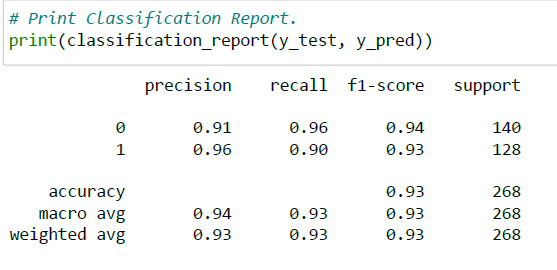 # Print Classification Report.
print(classification_report(y_test, y_pred))
precision recall f1-score support
0 0.91 0.96 0.94 140
1 0.96 0.90 0.93 128
accuracy 0.93 268
macro avg 0.94 0.93 0.93 268
weighted avg 0.93 0.93 0.93 268